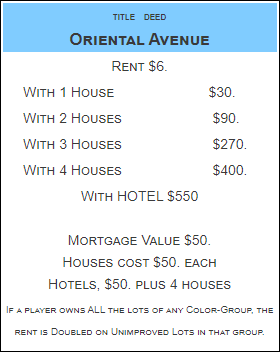 TITLE DEED
ORIENTAL AVENUE
RENT $6.
WITH 1 HOUSE $30.
WITH 2 HOUSES $90.
WITH 3 HOUSES $270.
WITH 4 HOUSES $400.
WITH HOTEL $550
MORTGAGE VALUE $50.
HOUSES COST $50. EACH
HOTELS, $50. PLUS 4 HOUSES
IF A PLAYER OWNS ALL THE LOTS OF ANY COLOR-GROUP, THE
RENT IS DOUBLED ON UNIMPROVED LOTS IN THAT GROUP.